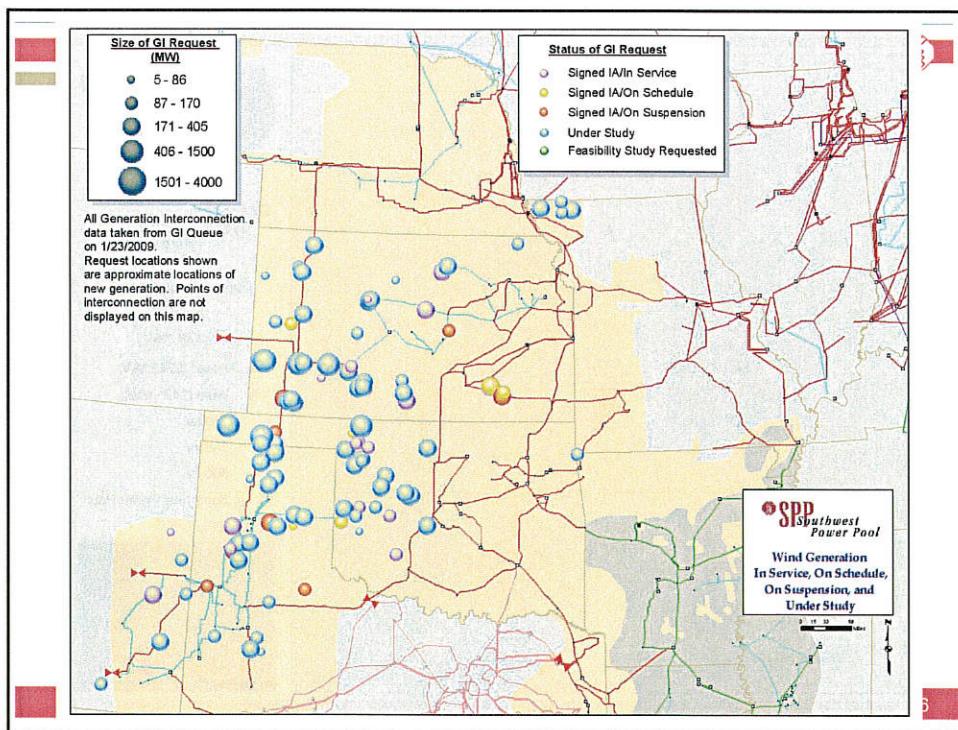 Size of GI Request
(MW)
5 - 86
87 - 170
171 - 405
406 - 1500
1501 - 4000
All Generation Interconnection
data taken from GI Queue
on 1/23/2009.
Request locations shown
are approximate locations of
new generation. Points of
Interconnection are not
displayed on this map.
Status of GI Request
Signed IA/In Service
Signed IA/On Schedule
Signed IA/On Suspension
Under Study
Feasibility Study Requested
SPP Southwest
Power Pool
Wind Generation
In Service, On Schedule,
On Suspension, and
Under Study
Miles
N
6